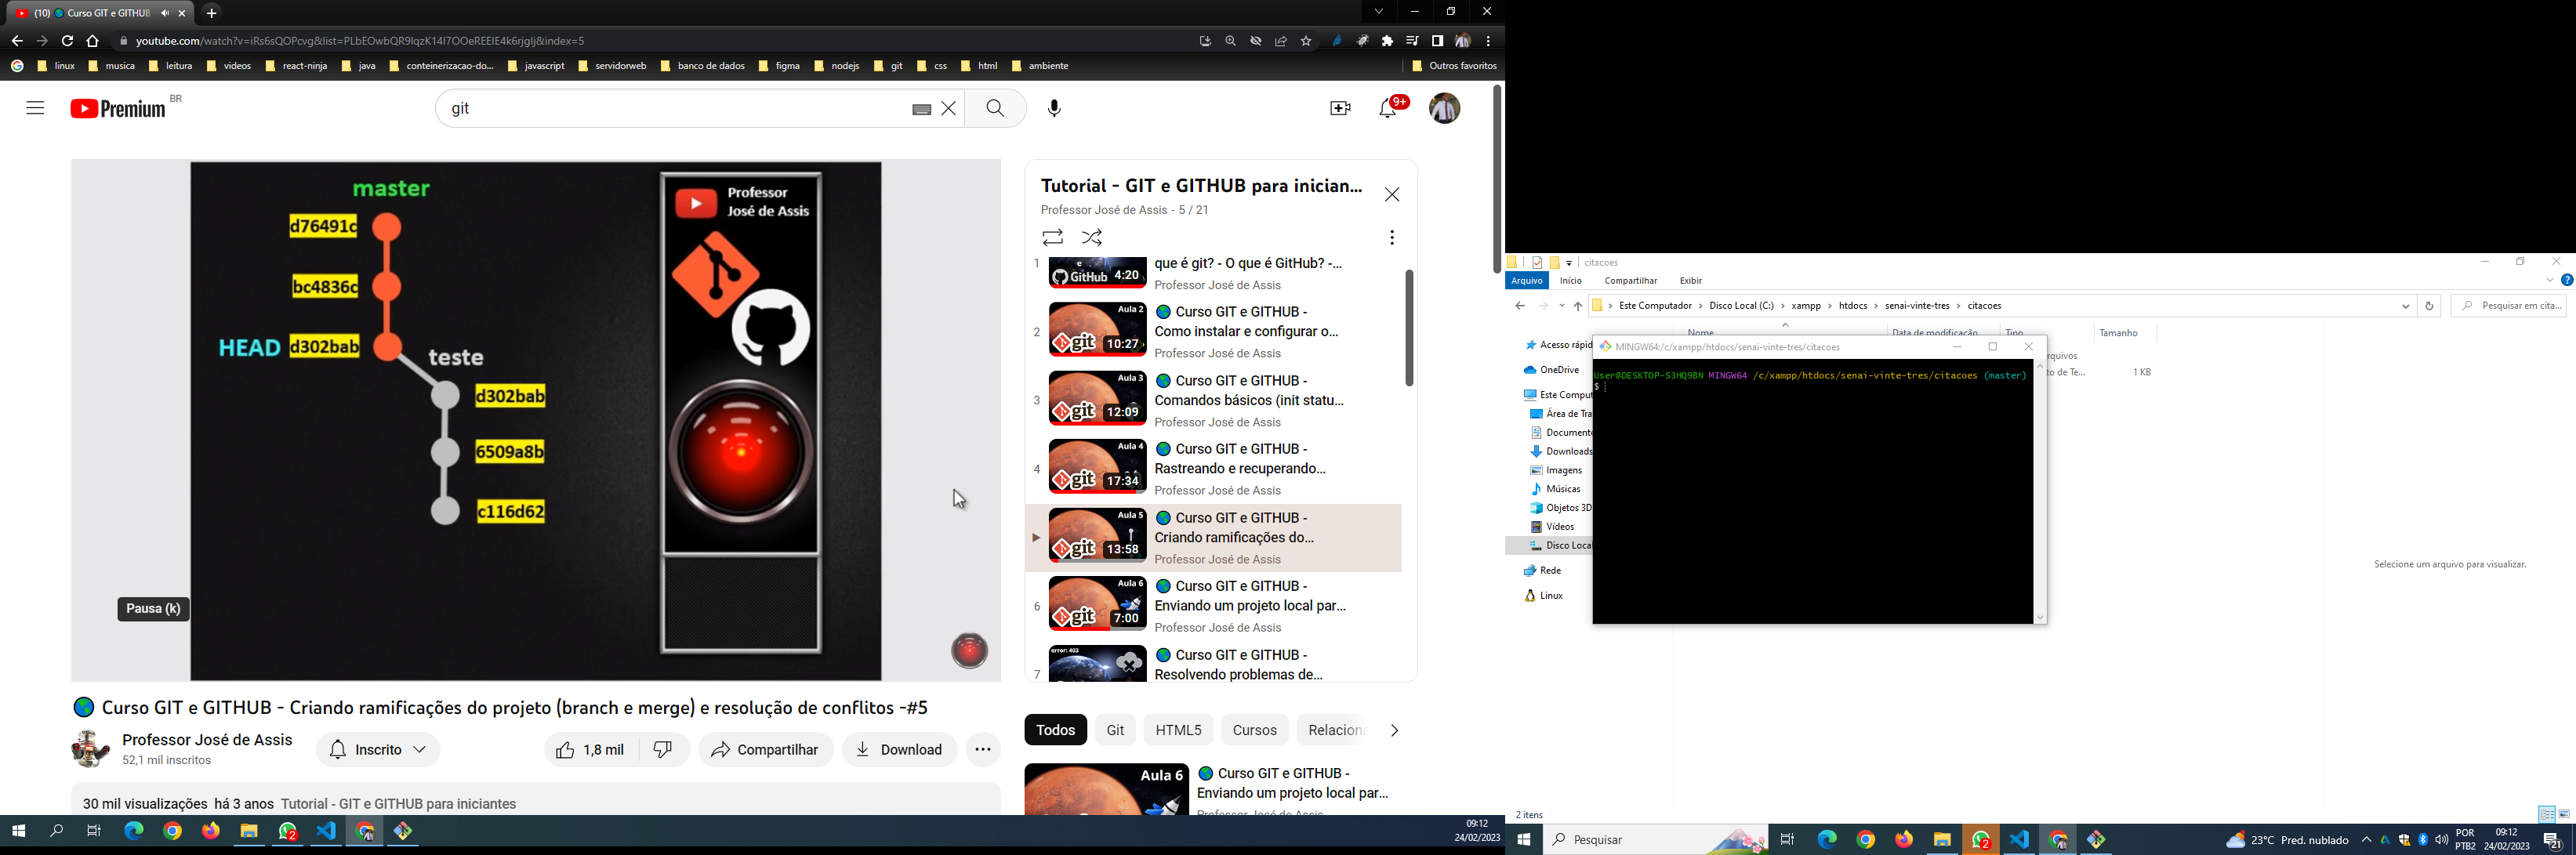 (10) Curso GIT e GITHUB
youtube.com/watch?v=iRs6sQOPcvg&list=PLbEOwbQR9lqzK14I7OOeREEIE4k6rjgIj&index=5
linux musica leitura videos react-ninja java conteinerizacao-do... javascript servidorweb banco de dados figma nodejs git css html ambiente Outros favoritos
Premium BR
git
9+
master
d76491c
bc4836c
HEAD d302bab
teste
d302bab
6509a8b
c116d62
Professor
José de Assis
Pausa (k)
Curso GIT e GITHUB - Criando ramificações do projeto (branch e merge) e resolução de conflitos -#5
Professor José de Assis
52,1 mil inscritos
Inscrito
1,8 mil
Compartilhar
Download
30 mil visualizações há 3 anos Tutorial - GIT e GITHUB para iniciantes
Tutorial - GIT e GITHUB para inician...
Professor José de Assis - 5 / 21
1
GitHub
4:20
que é git? - O que é GitHub? -...
Professor José de Assis
2
Aula 2
git
10:27
Curso GIT e GITHUB -
Como instalar e configurar o...
Professor José de Assis
3
Aula 3
git
12:09
Curso GIT e GITHUB -
Comandos básicos (init statu...
Professor José de Assis
4
Aula 4
git
17:34
Curso GIT e GITHUB -
Rastreando e recuperando...
Professor José de Assis
Aula 5
git
13:58
Curso GIT e GITHUB -
Criando ramificações do...
Professor José de Assis
6
Aula 6
git
7:00
Curso GIT e GITHUB -
Enviando um projeto local par...
Professor José de Assis
7
error: 403
Curso GIT e GITHUB -
Resolvendo problemas de...
Todos Git HTML5 Cursos Relacion
Aula 6
Curso GIT e GITHUB -
Enviando um projeto local par...
Professor José de Assis
2
09:12
24/02/2023
citacoes
Arquivo Início Compartilhar Exibir
Este Computador Disco Local (C:) xampp htdocs senai-vinte-tres citacoes
Pesquisar em cita...
Nome Data de modificação Tipo Tamanho
Acesso rápid
OneDrive
Este Comput
Área de Tra
Documento
Downloads
Imagens
Músicas
Objetos 3D
Vídeos
Disco Local
Rede
Linux
rquivos
to de Te... 1 KB
MINGW64:/c/xampp/htdocs/senai-vinte-tres/citacoes
User@DESKTOP-S3HQ9BN MINGW64 /c/xampp/htdocs/senai-vinte-tres/citacoes (master)
$
Selecione um arquivo para visualizar.
2 itens
Pesquisar
2
23°C Pred. nublado
POR
PTB2
09:12
24/02/2023
21